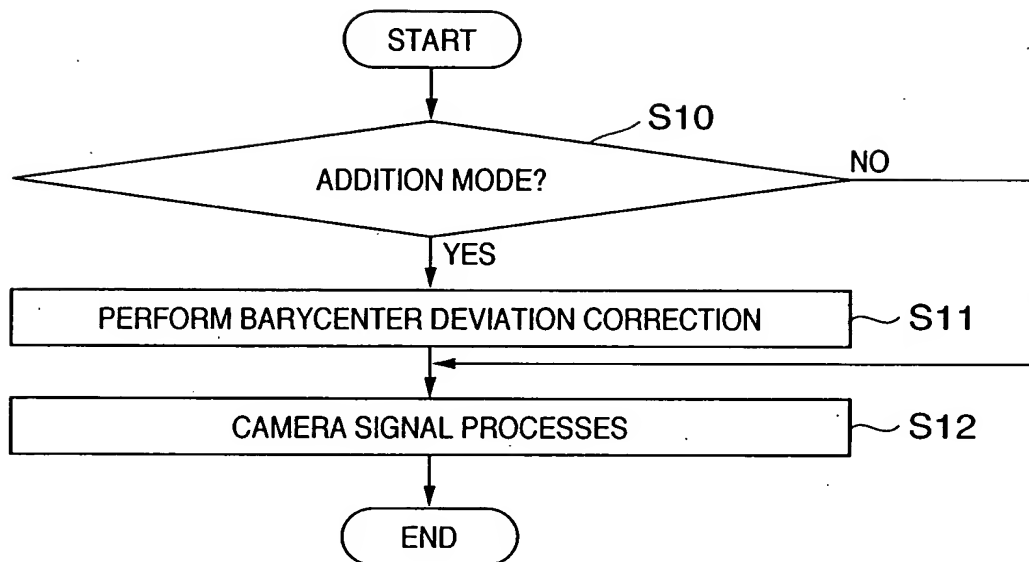 START
S10
ADDITION MODE?
NO
YES
PERFORM BARYCENTER DEVIATION CORRECTION
S11
CAMERA SIGNAL PROCESSES
S12
END